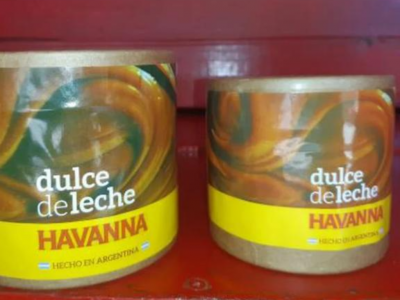 dulce
de leche
HAVANNA
HECHO EN ARGENTINA
dulce
de leche
HAVANNA
HECHO EN ARGENTINA